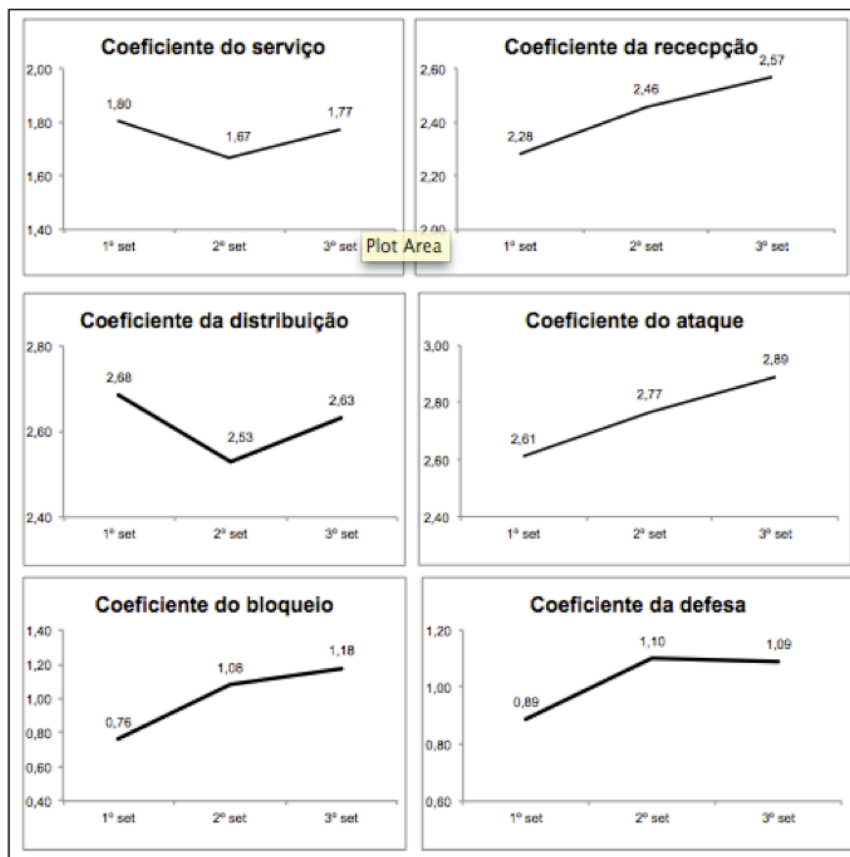 Coeficiente do serviço
2,00
1,80
1,60
1,40
1,80
1,67
1,77
1º set
2º set
3º set
Coeficiente da rececpção
2,60
2,40
2,20
2,00
2,28
2,46
2,57
1º set
2º set
3º set
Plot Area
Coeficiente da distribuição
2,80
2,60
2,40
2,68
2,53
2,63
1º set
2º set
3º set
Coeficiente do ataque
3,00
2,80
2,60
2,40
2,61
2,77
2,89
1º set
2º set
3º set
Coeficiente do bloqueio
1,40
1,20
1,00
0,80
0,60
0,40
0,76
1,08
1,18
1º set
2º set
3º set
Coeficiente da defesa
1,20
1,00
0,80
0,60
0,89
1,10
1,09
1º set
2º set
3º set